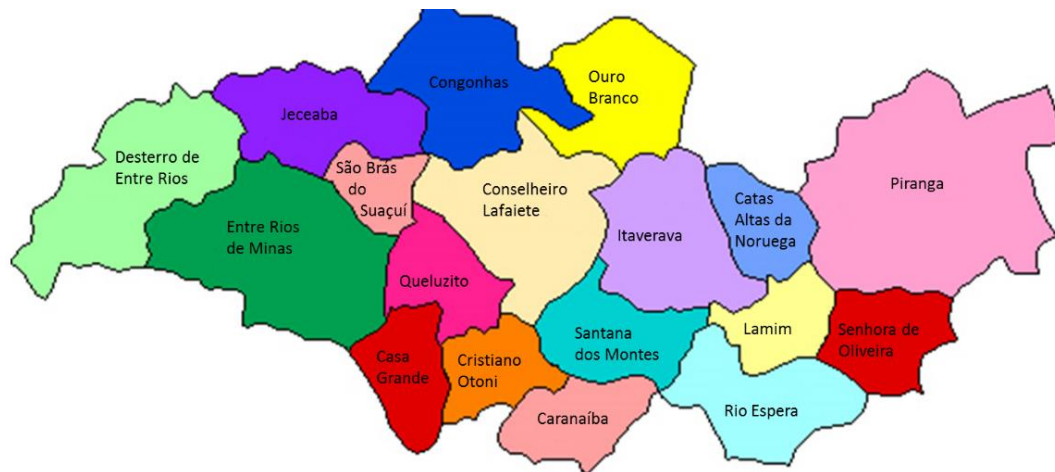 Congonhas
Ouro
Branco
Jeceaba
Desterro de
Entre Rios
São Brás
do
Suaçuí
Conselheiro
Lafaiete
Catas
Altas da
Noruega
Piranga
Entre Rios
de Minas
Itaverava
Queluzito
Santana
dos Montes
Lamim
Senhora de
Oliveira
Casa
Grande
Cristiano
Otoni
Caranaíba
Rio Espera